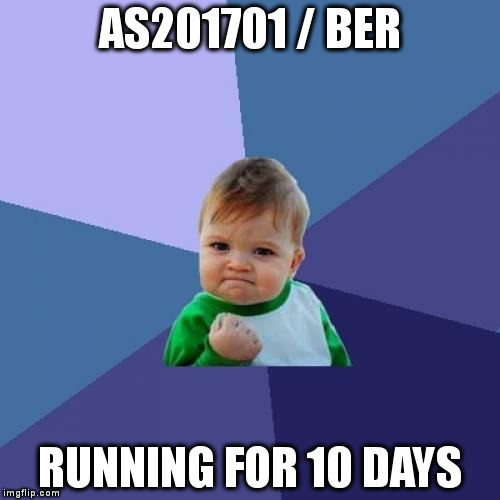 AS201701 / BER
RUNNING FOR 10 DAYS
imgflip.com